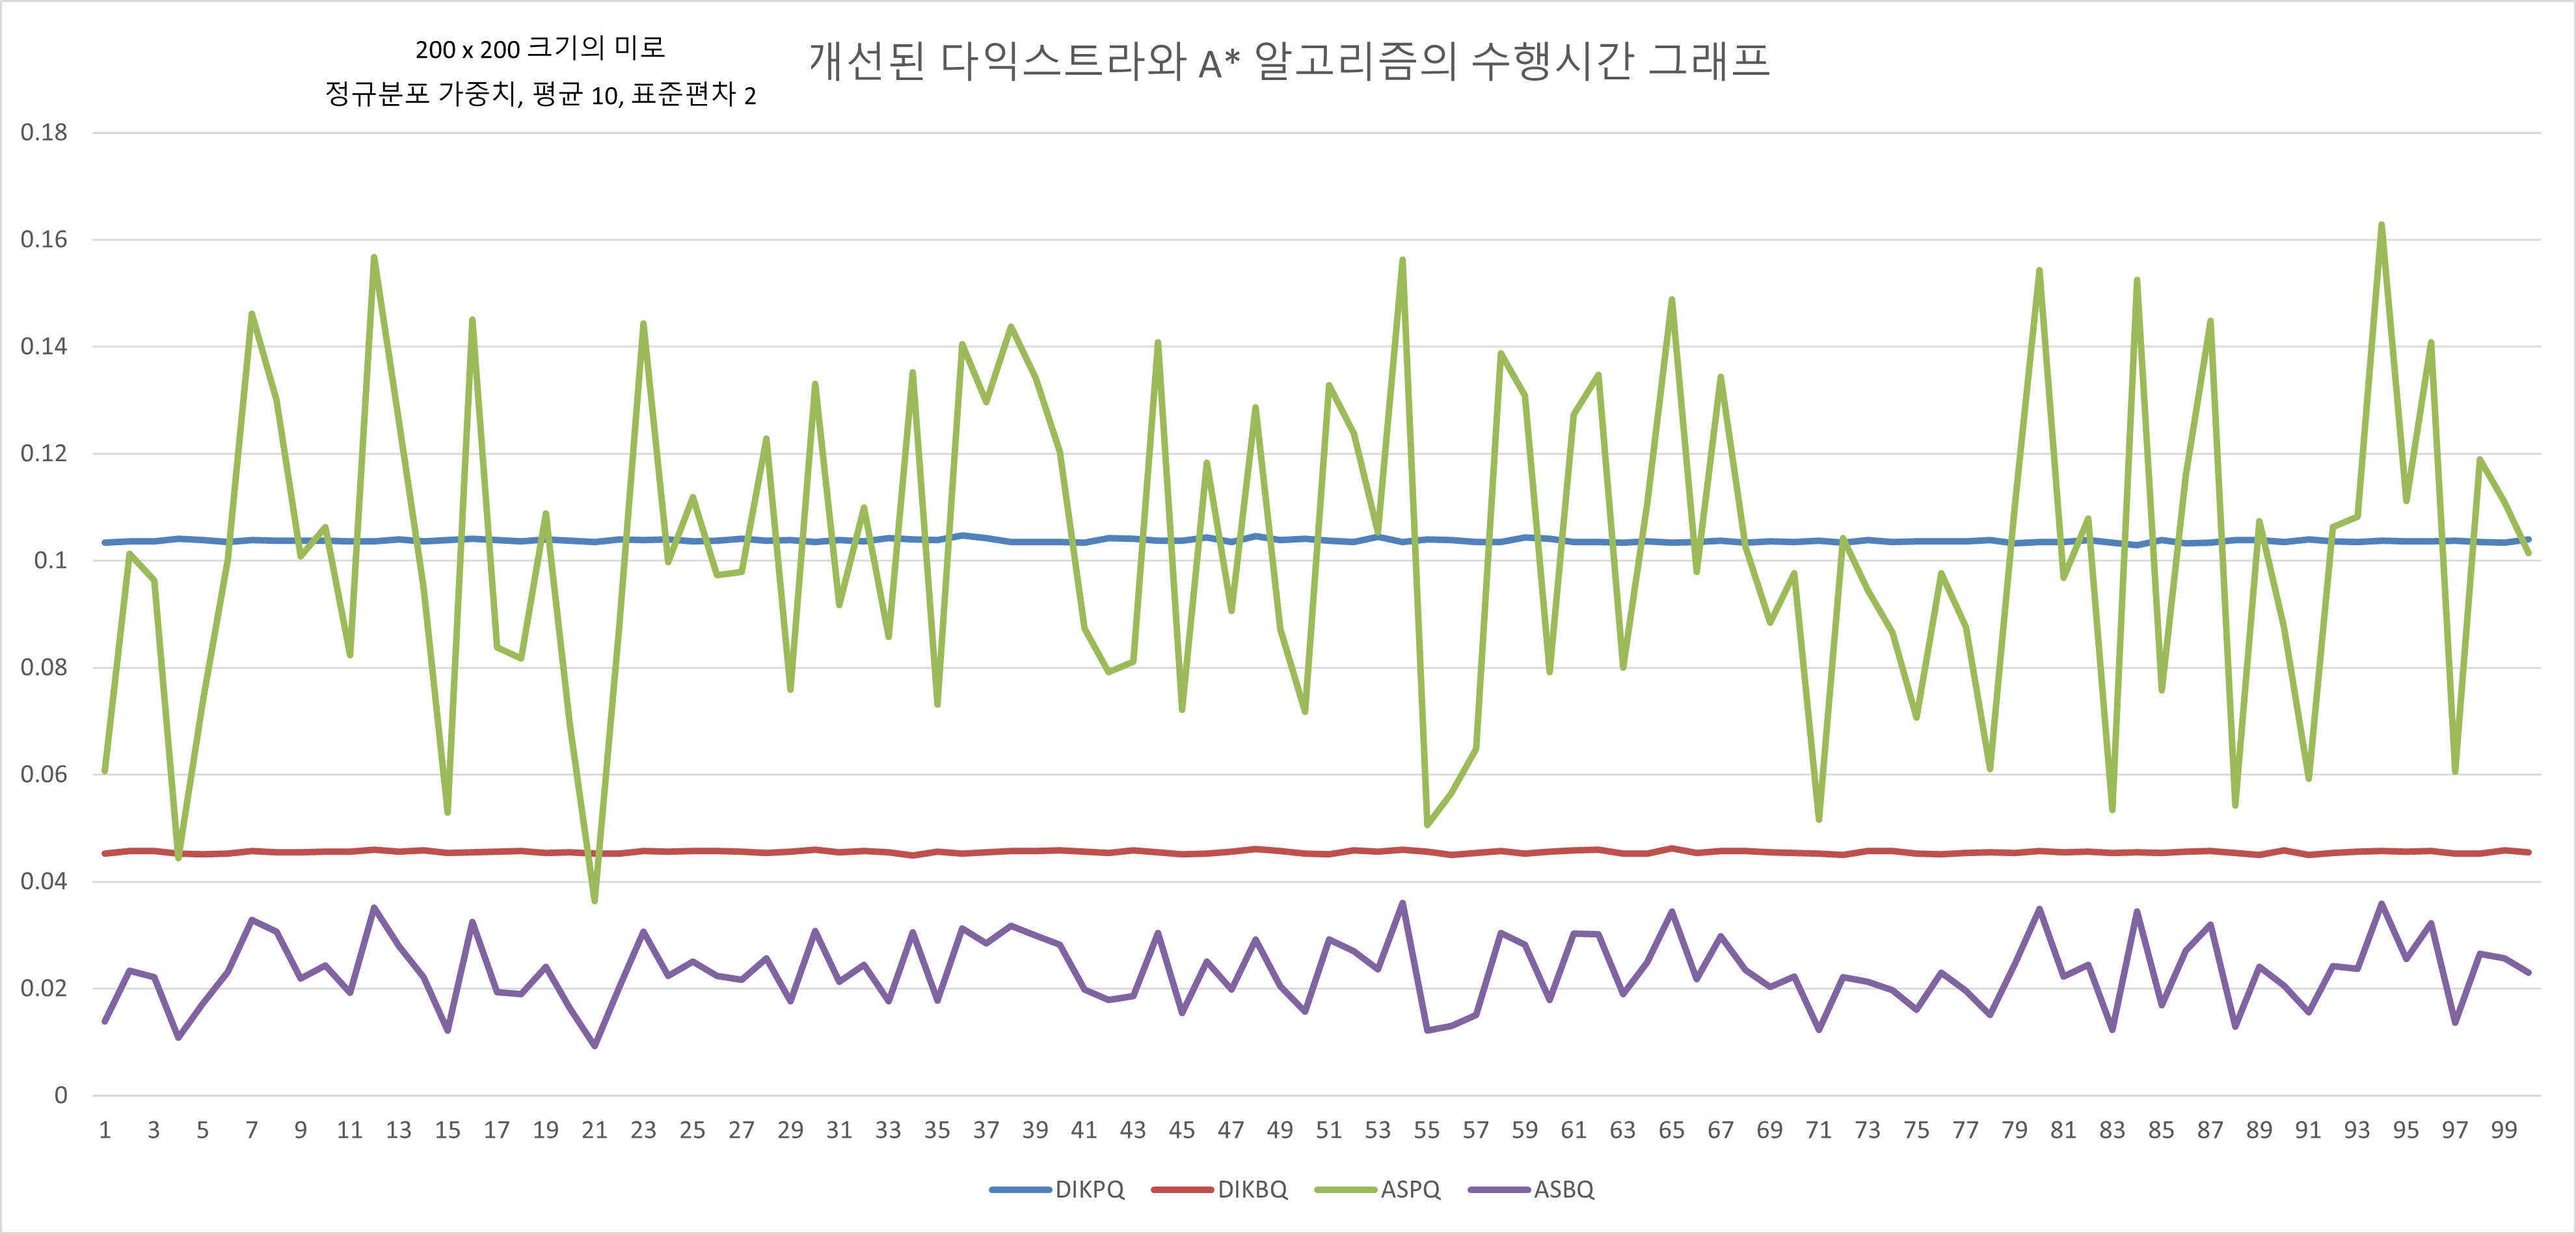 200 x 200 크기의 미로
정규분포 가중치, 평균 10, 표준편차 2
개선된 다익스트라와 A* 알고리즘의 수행시간 그래프
0.18
0.16
0.14
0.12
0.1
0.08
0.06
0.04
0.02
0
1 3 5 7 9 11 13 15 17 19 21 23 25 27 29 31 33 35 37 39 41 43 45 47 49 51 53 55 57 59 61 63 65 67 69 71 73 75 77 79 81 83 85 87 89 91 93 95 97 99
DIKPQ DIKBQ ASPQ ASBQ